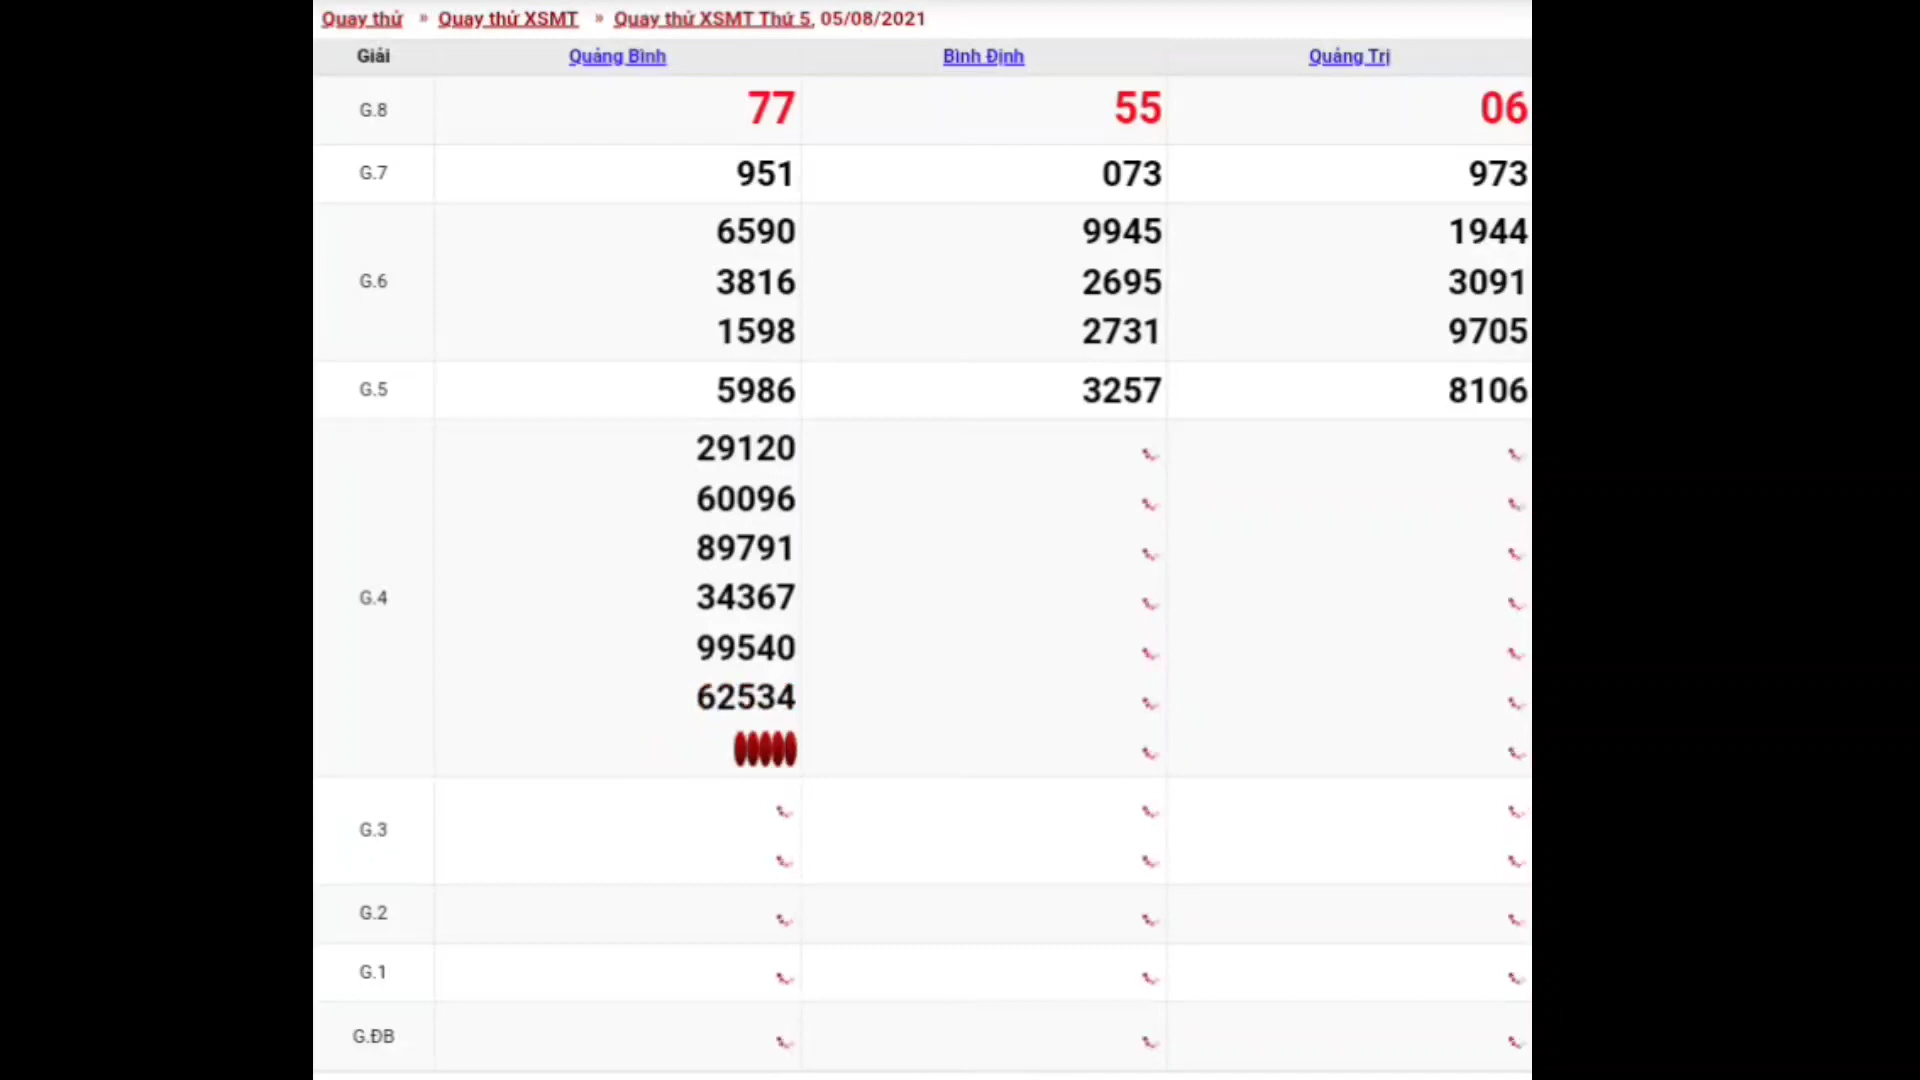 Quay thử » Quay thử XSMT » Quay thử XSMT Thứ 5, 05/08/2021
Giải Quảng Bình Bình Định Quảng Trị
G.8 77 55 06
G.7 951 073 973
6590 9945 1944
G.6 3816 2695 3091
1598 2731 9705
G.5 5986 3257 8106
29120
60096
89791
G.4 34367
99540
62534
G.3
G.2
G.1
G.ĐB